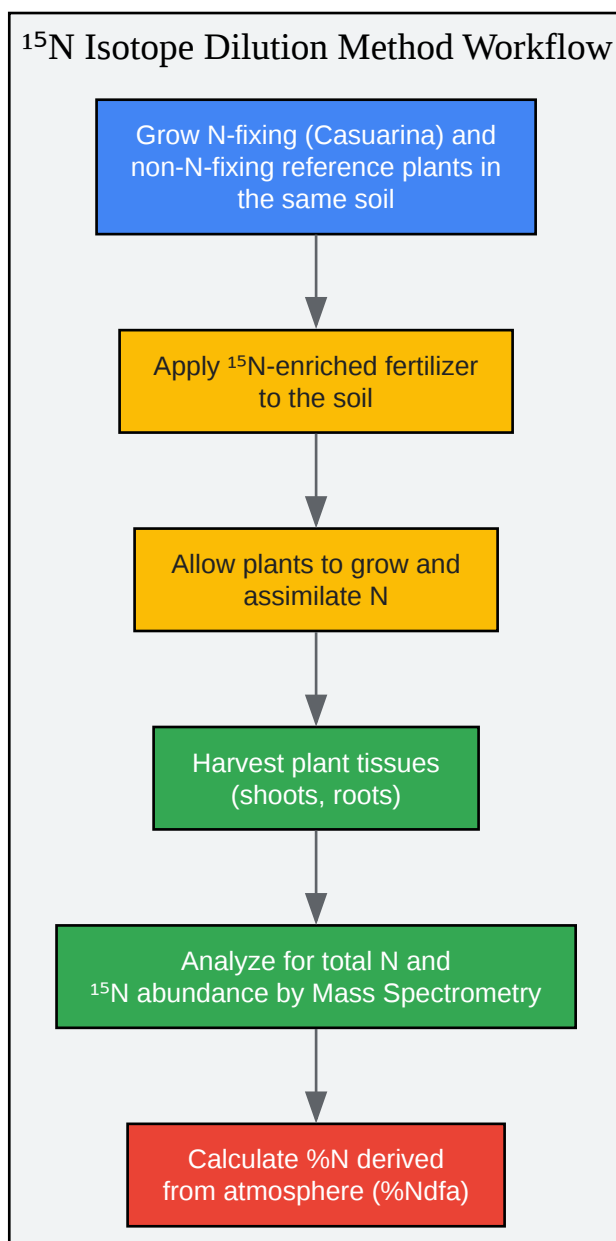 ¹⁵N Isotope Dilution Method Workflow
Grow N-fixing (Casuarina) and
non-N-fixing reference plants in
the same soil
Apply ¹⁵N-enriched fertilizer
to the soil
Allow plants to grow and
assimilate N
Harvest plant tissues
(shoots, roots)
Analyze for total N and
¹⁵N abundance by Mass Spectrometry
Calculate %N derived
from atmosphere (%Ndfa)